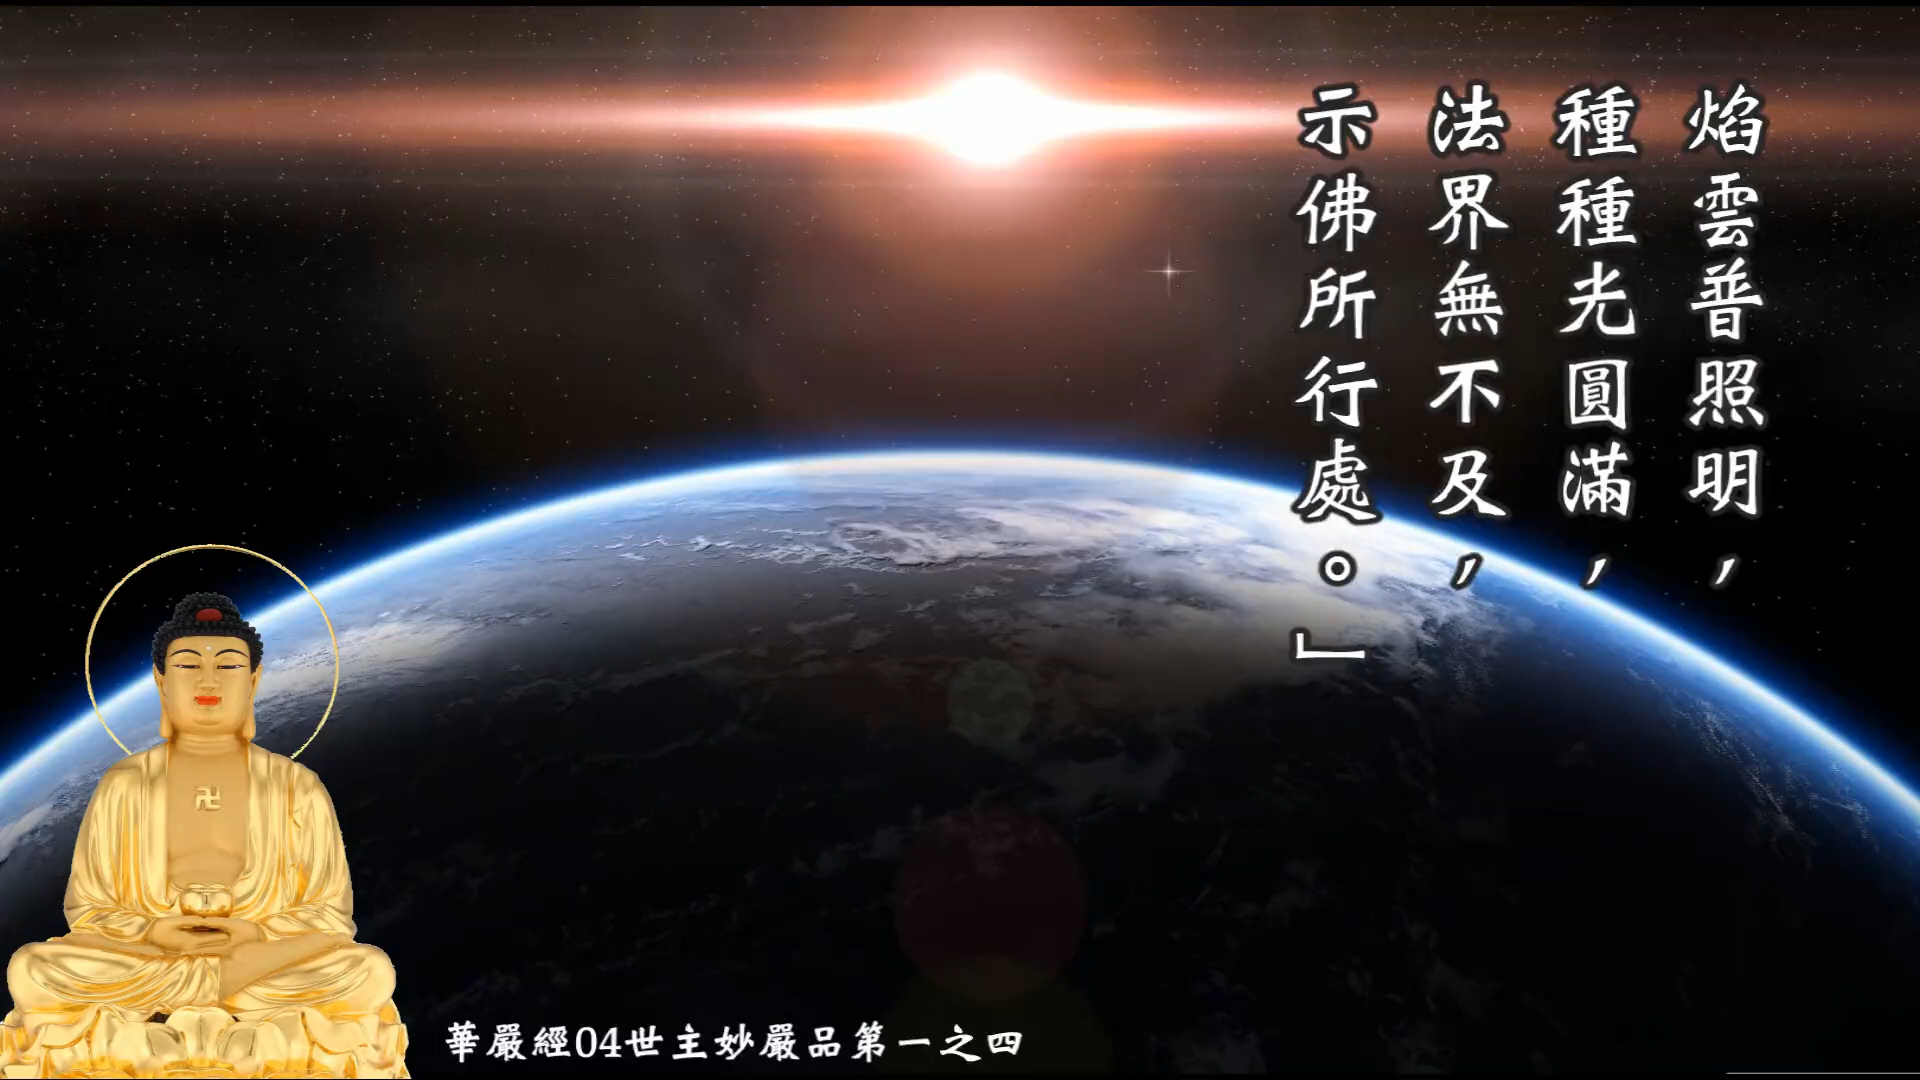 焰雲普照明，
種種光圓滿，
法界無不及，
示佛所行處。」
華嚴經04世主妙嚴品第一之四